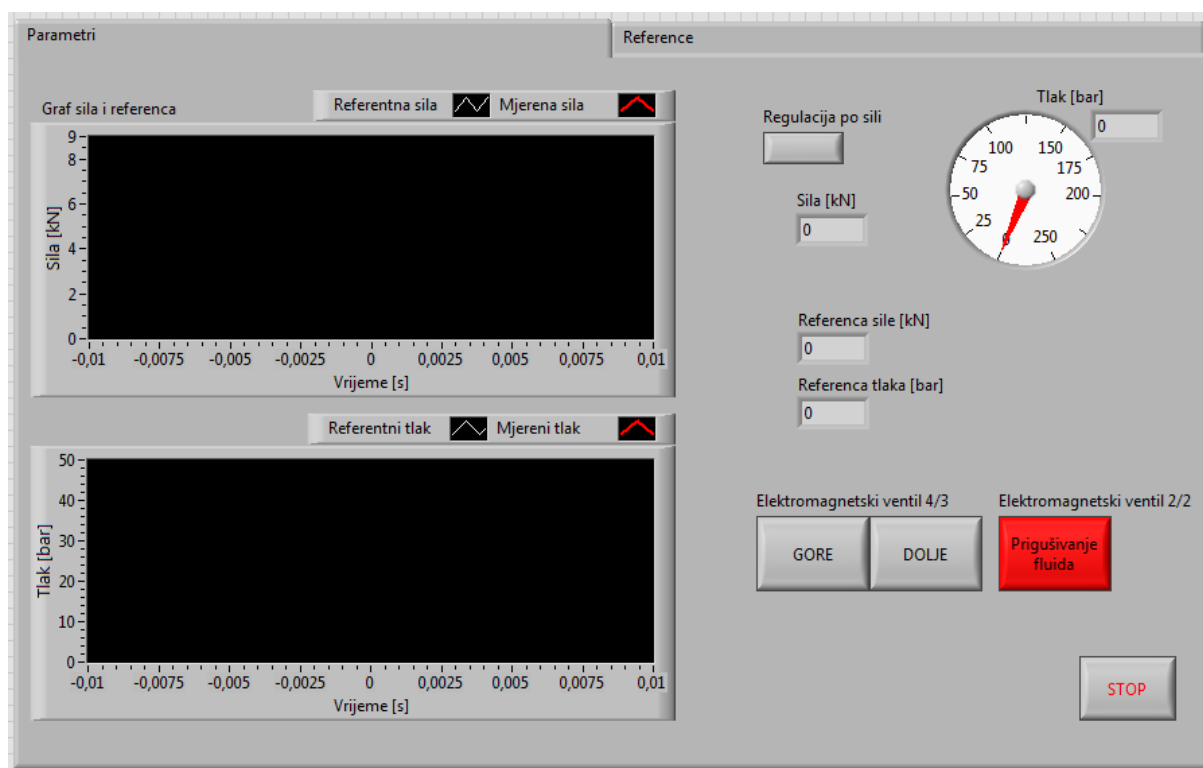 Parametri
Reference
Graf sila i referenca
Referentna sila
Mjerena sila
Sila [kN]
9
8
6
4
2
0
-0,01 -0,0075 -0,005 -0,0025 0 0,0025 0,005 0,0075 0,01
Vrijeme [s]
Referentni tlak
Mjereni tlak
Tlak [bar]
50
40
30
20
10
0
-0,01 -0,0075 -0,005 -0,0025 0 0,0025 0,005 0,0075 0,01
Vrijeme [s]
Regulacija po sili
Tlak [bar]
0
0
25
50
75
100
150
175
200
250
Sila [kN]
0
Referenca sile [kN]
0
Referenca tlaka [bar]
0
Elektromagnetski ventil 4/3
GORE
DOLJE
Elektromagnetski ventil 2/2
Prigušivanje
fluida
STOP